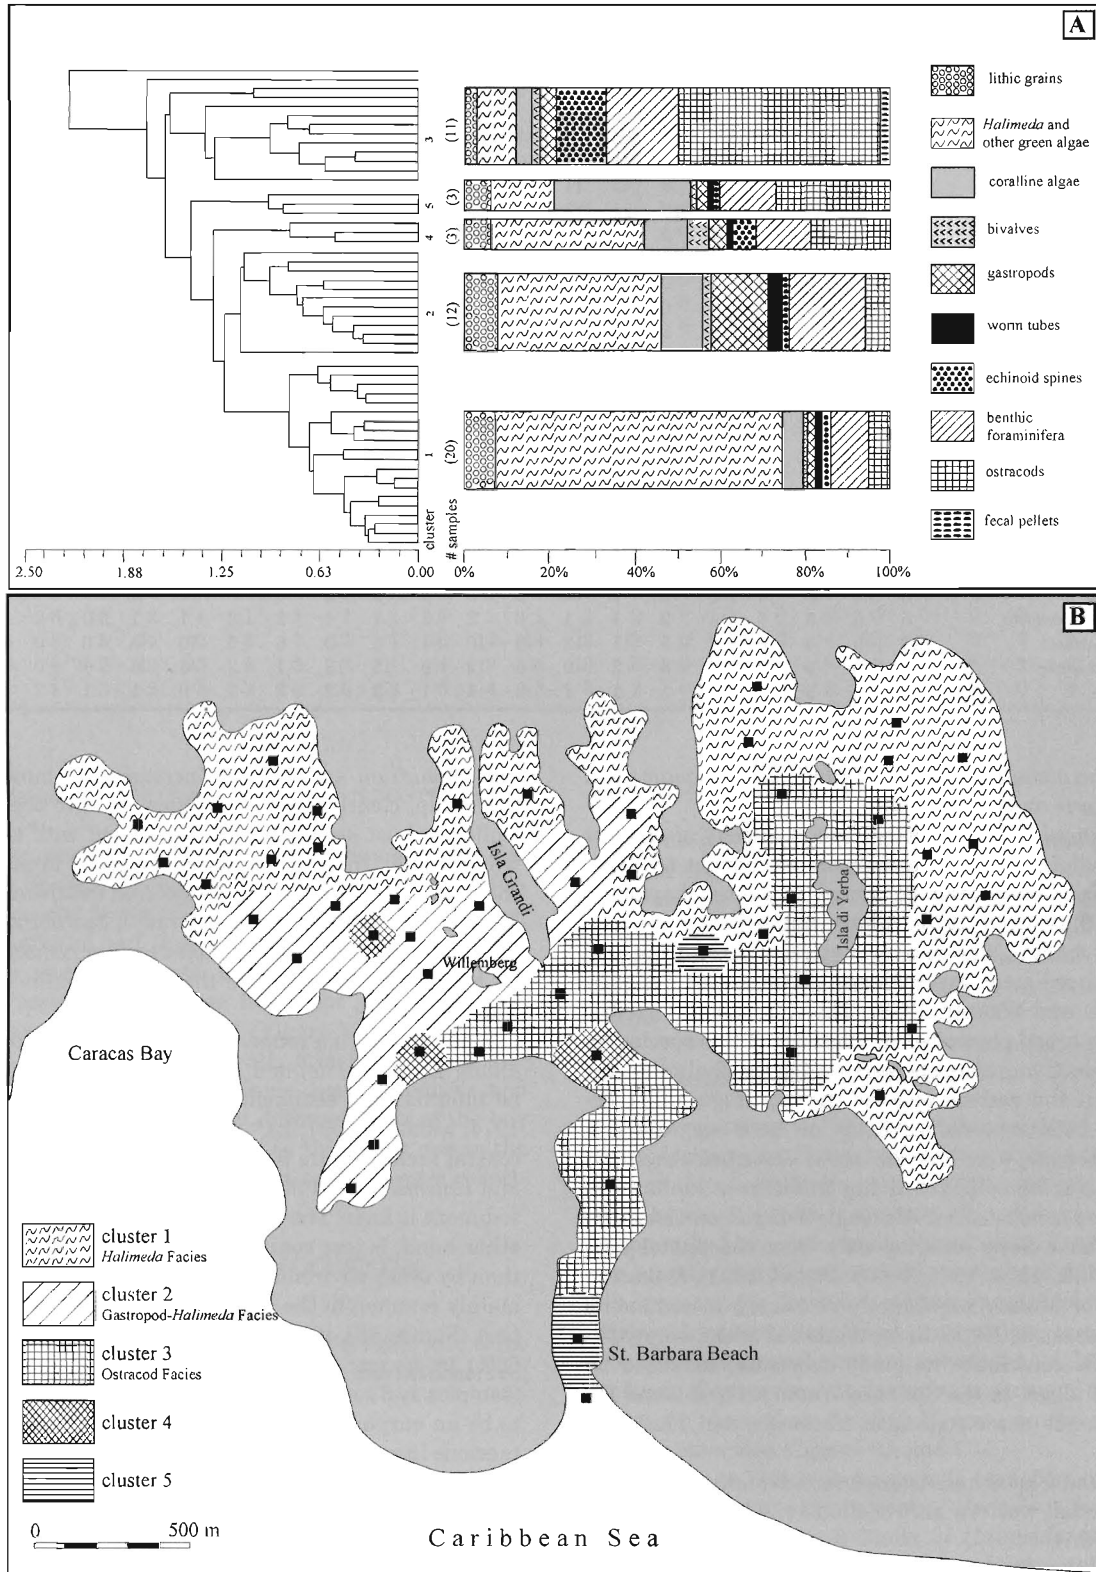 A
lithic grains
Halimeda and
other green algae
coralline algae
bivalves
gastropods
worm tubes
echinoid spines
benthic
foraminifera
ostracods
fecal pellets
3
(11)
5
(3)
4
(3)
2
(12)
1
(20)
cluster
# samples
2.50
1.88
1.25
0.63
0.00
0%
20%
40%
60%
80%
100%
B
Isla Grandi
Isla di Yerba
Willemberg
Caracas Bay
St. Barbara Beach
cluster 1
Halimeda Facies
cluster 2
Gastropod-Halimeda Facies
cluster 3
Ostracod Facies
cluster 4
cluster 5
0
500 m
Caribbean Sea